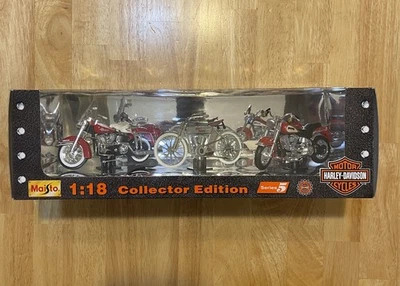 Maisto
1:18 Collector Edition
Series 5
MOTOR
HARLEY-DAVIDSON
CYCLES